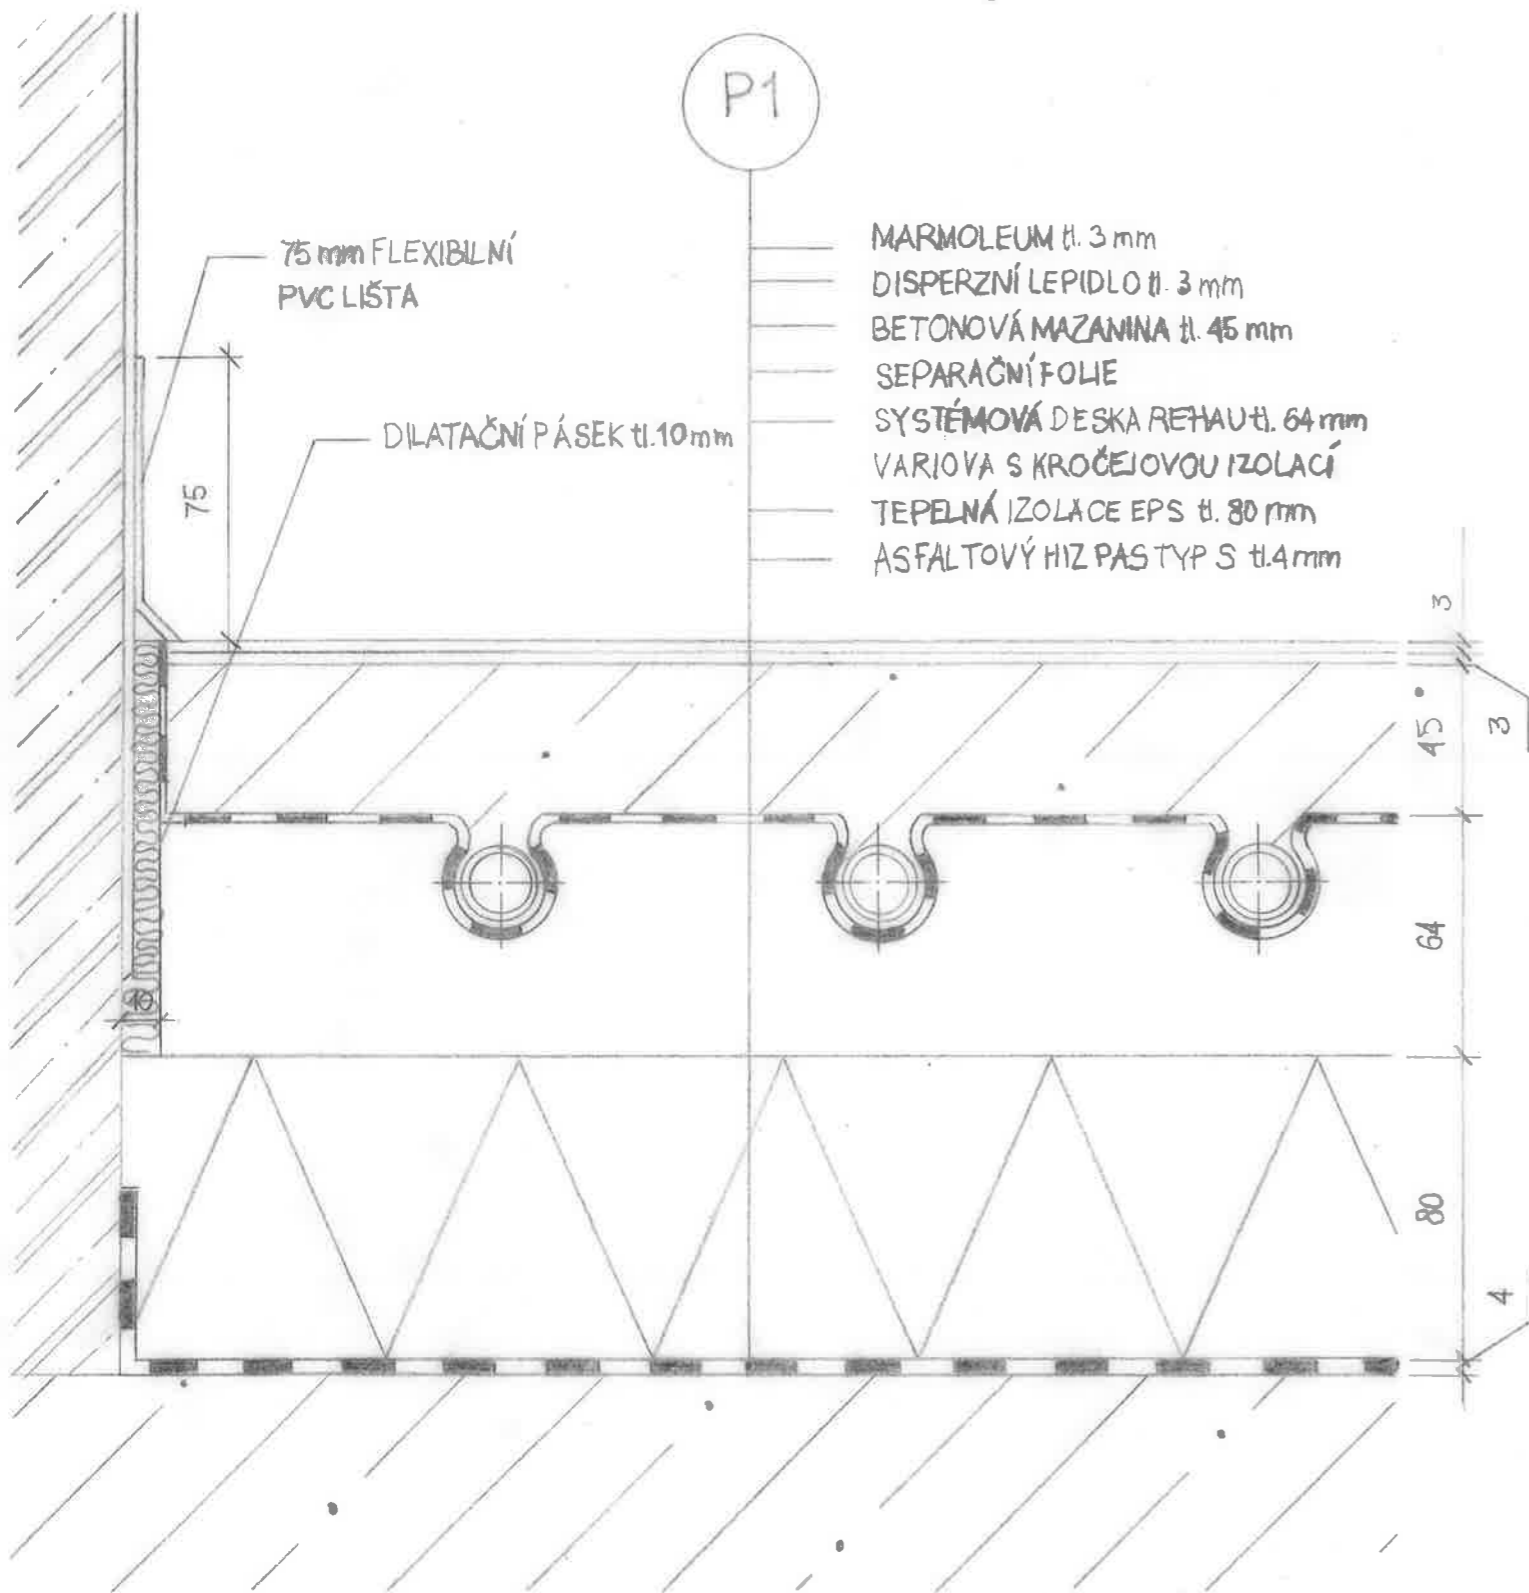 P1
75 mm FLEXIBILNÍ
PVC LIŠTA
DILATAČNÍ PÁSEK tl. 10 mm
MARMOLEUM tl. 3 mm
DISPERZNÍ LEPIDLO tl. 3 mm
BETONOVÁ MAZANINA tl. 45 mm
SEPARAČNÍ FOLIE
SYSTÉMOVÁ DESKA REHAU tl. 64 mm
VARIOVA S KROČEJOVOU IZOLACÍ
TEPELNÁ IZOLACE EPS tl. 80 mm
ASFALTOVÝ HIZ PAS TYP S tl. 4 mm
75
3
3
45
64
80
4
10